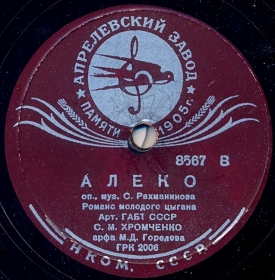 АПРЕЛЕВСКИЙ ЗАВОД
ПАМЯТИ 1905 г.
8567 В
АЛЕКО
оп., муз. С. Рахманинова
Романс молодого цыгана
Арт. ГАБТ СССР
С. М. ХРОМЧЕНКО
арфа М.Д. Горелова
ГРК 2006
НКОМ. СССР